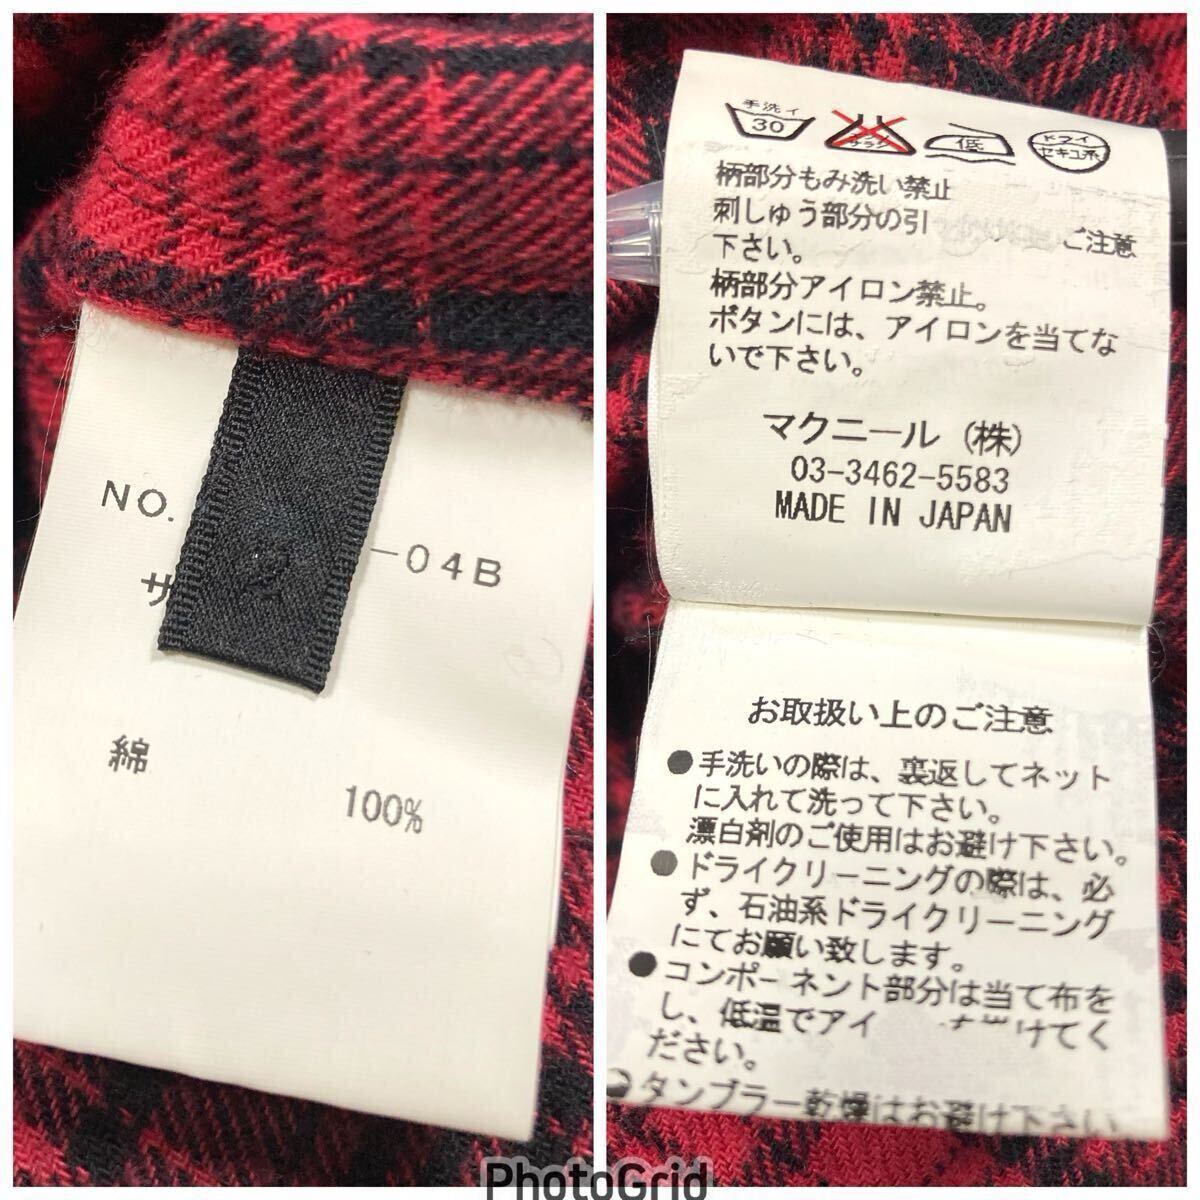 NO.
-04B
2
サ
綿
100%
手洗イ
30
低
ドライ
セキユ系
柄部分もみ洗い禁止
刺しゅう部分の引 ご注意
下さい。
柄部分アイロン禁止。
ボタンには、アイロンを当てな
いで下さい。
マクニール (株)
03-3462-5583
MADE IN JAPAN
お取扱い上のご注意
●手洗いの際は、裏返してネット
に入れて洗って下さい。
漂白剤のご使用はお避け下さい。
●ドライクリーニングの際は、必
ず、石油系ドライクリーニング
にてお願い致します。
●コンポーネント部分は当て布を
し、低温でアイ けてく
ださい。
●タンブラー乾燥はお避け下さい
PhotoGrid